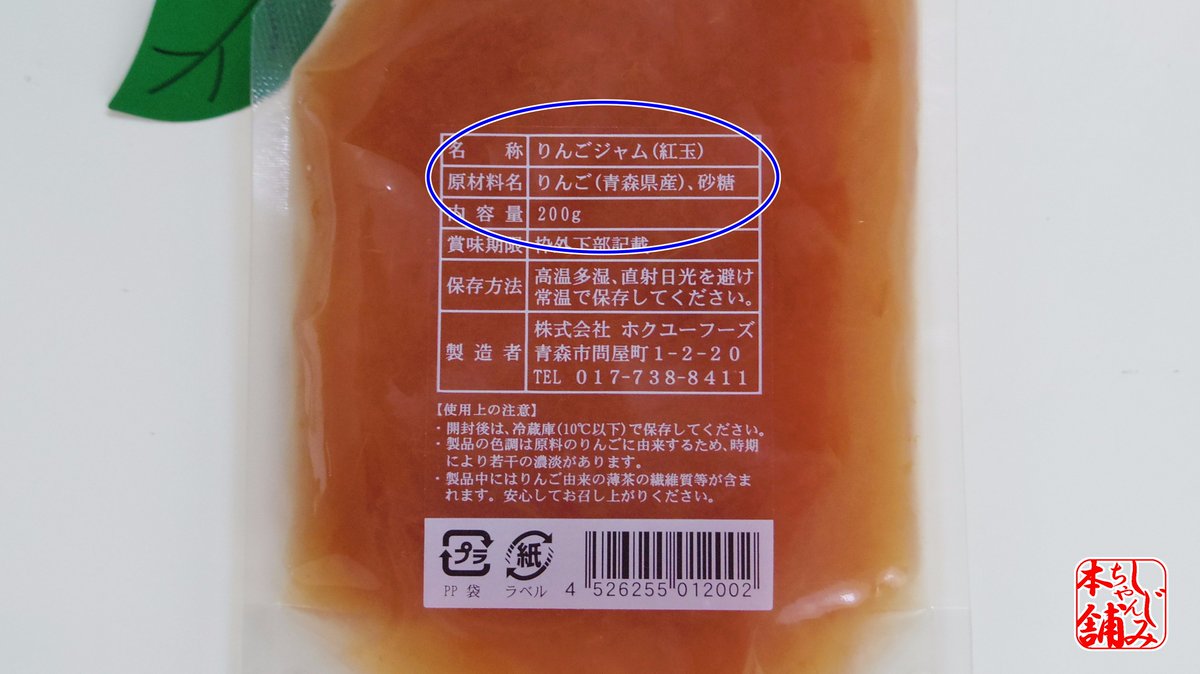 名 称 りんごジャム(紅玉)
原材料名 りんご(青森県産)、砂糖
内容量 200g
賞味期限 枠外下部記載
保存方法 高温多湿、直射日光を避け
常温で保存してください。
製造者 株式会社 ホクユーフーズ
青森市問屋町1-2-20
TEL 017-738-8411
【使用上の注意】
・開封後は、冷蔵庫(10℃以下)で保存してください。
・製品の色調は原料のりんごに由来するため、時期
により若干の濃淡があります。
・製品中にはりんご由来の薄茶の繊維質等が含ま
れます。安心してお召し上がりください。
プラ
PP 袋
紙
ラベル
4 526255 012002
しじみ
ちゃん
本舗